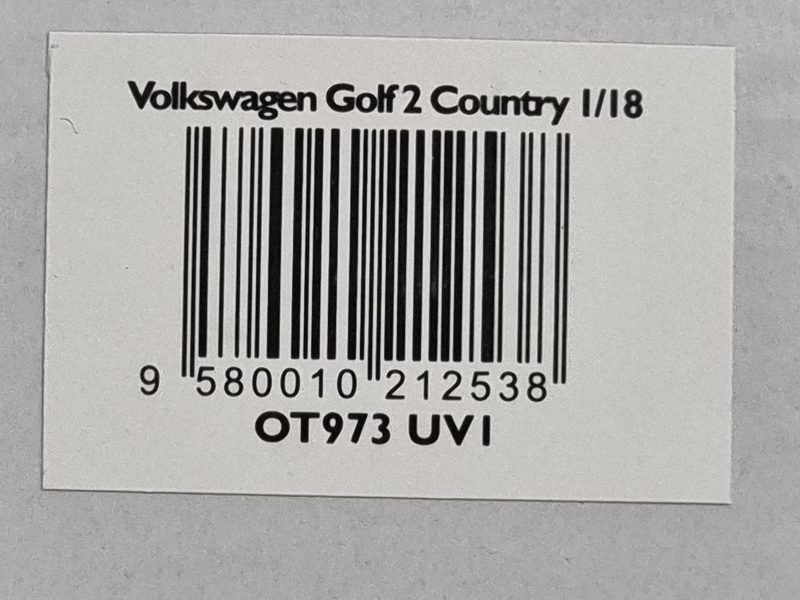 Volkswagen Golf 2 Country 1/18
9 580010 212538
OT973 UV1